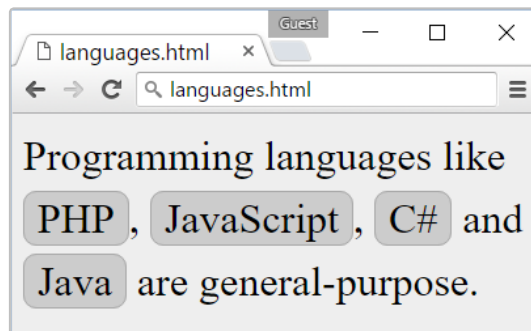 Guest
languages.html
languages.html
Programming languages like
PHP, JavaScript, C# and
Java are general-purpose.